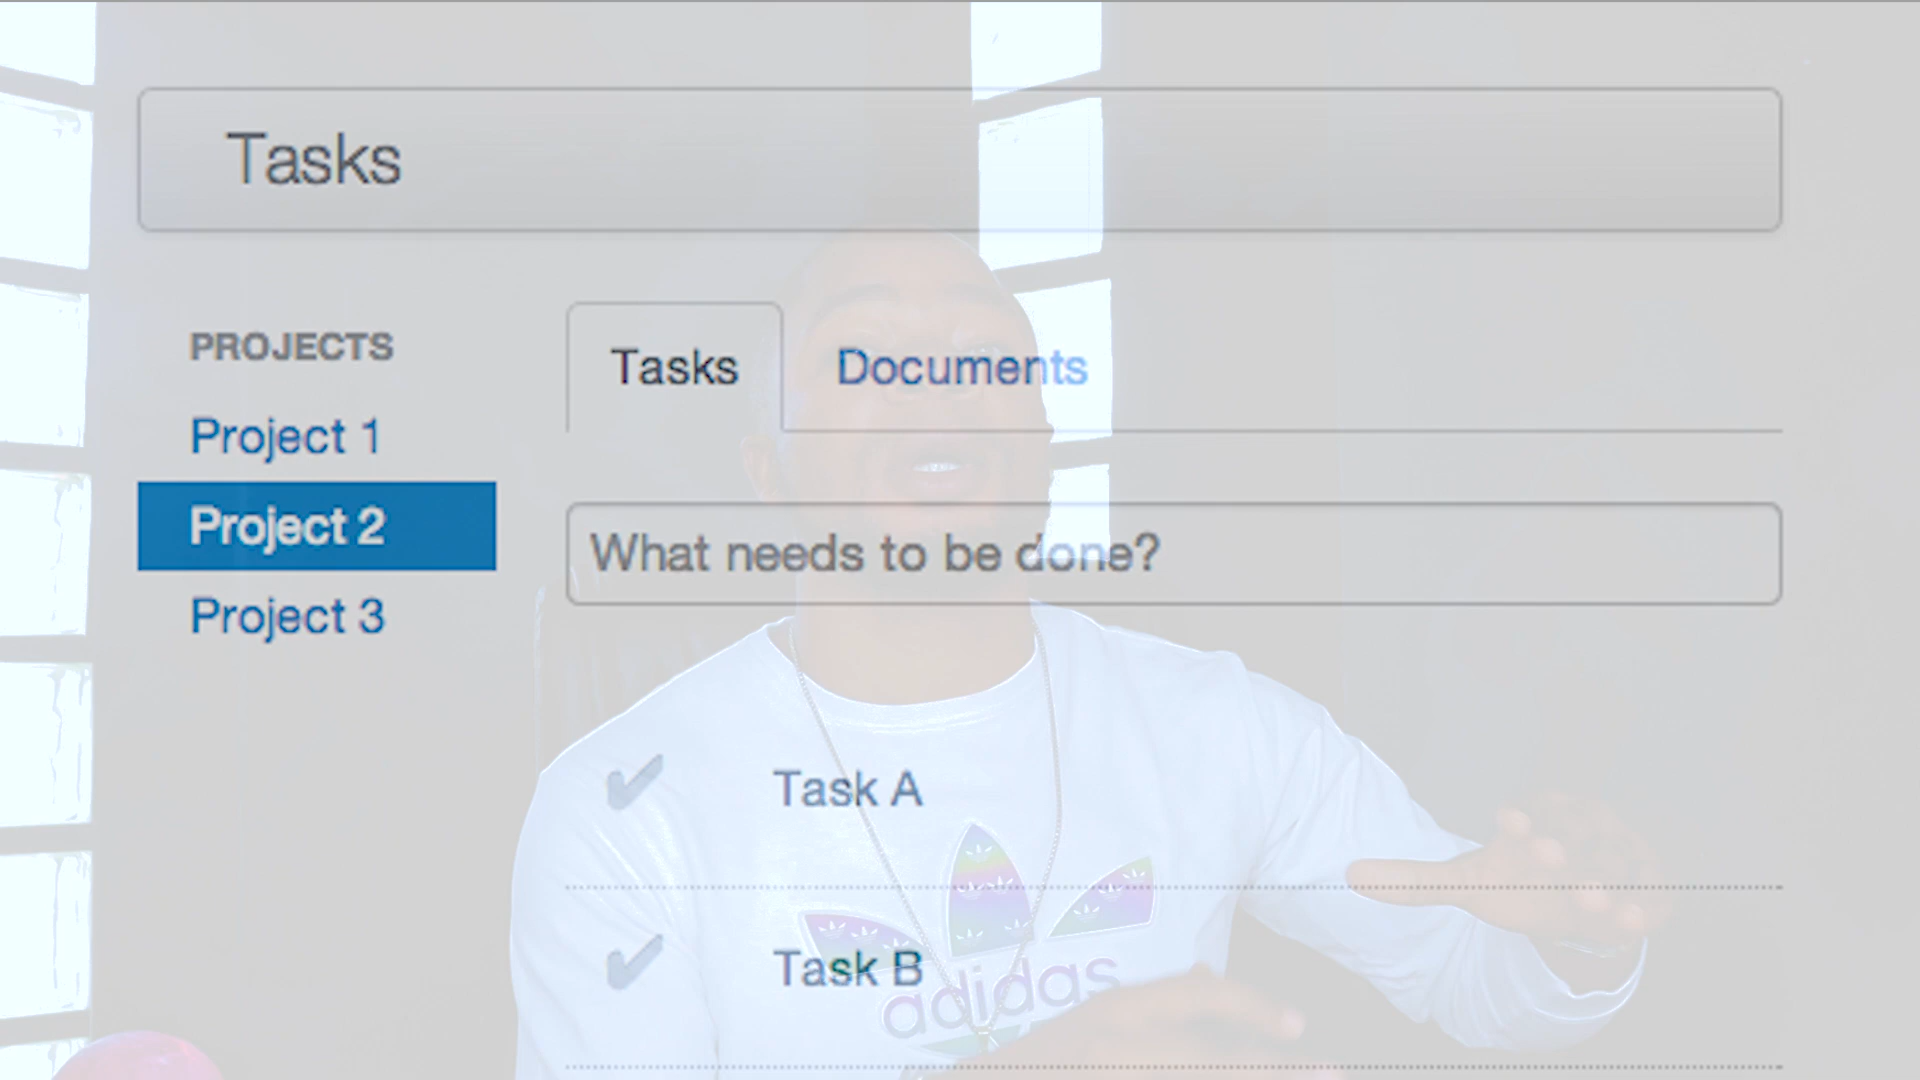 Tasks
PROJECTS
Project 1
Project 2
Project 3
Tasks
Documents
What needs to be done?
Task A
Task B
adidas